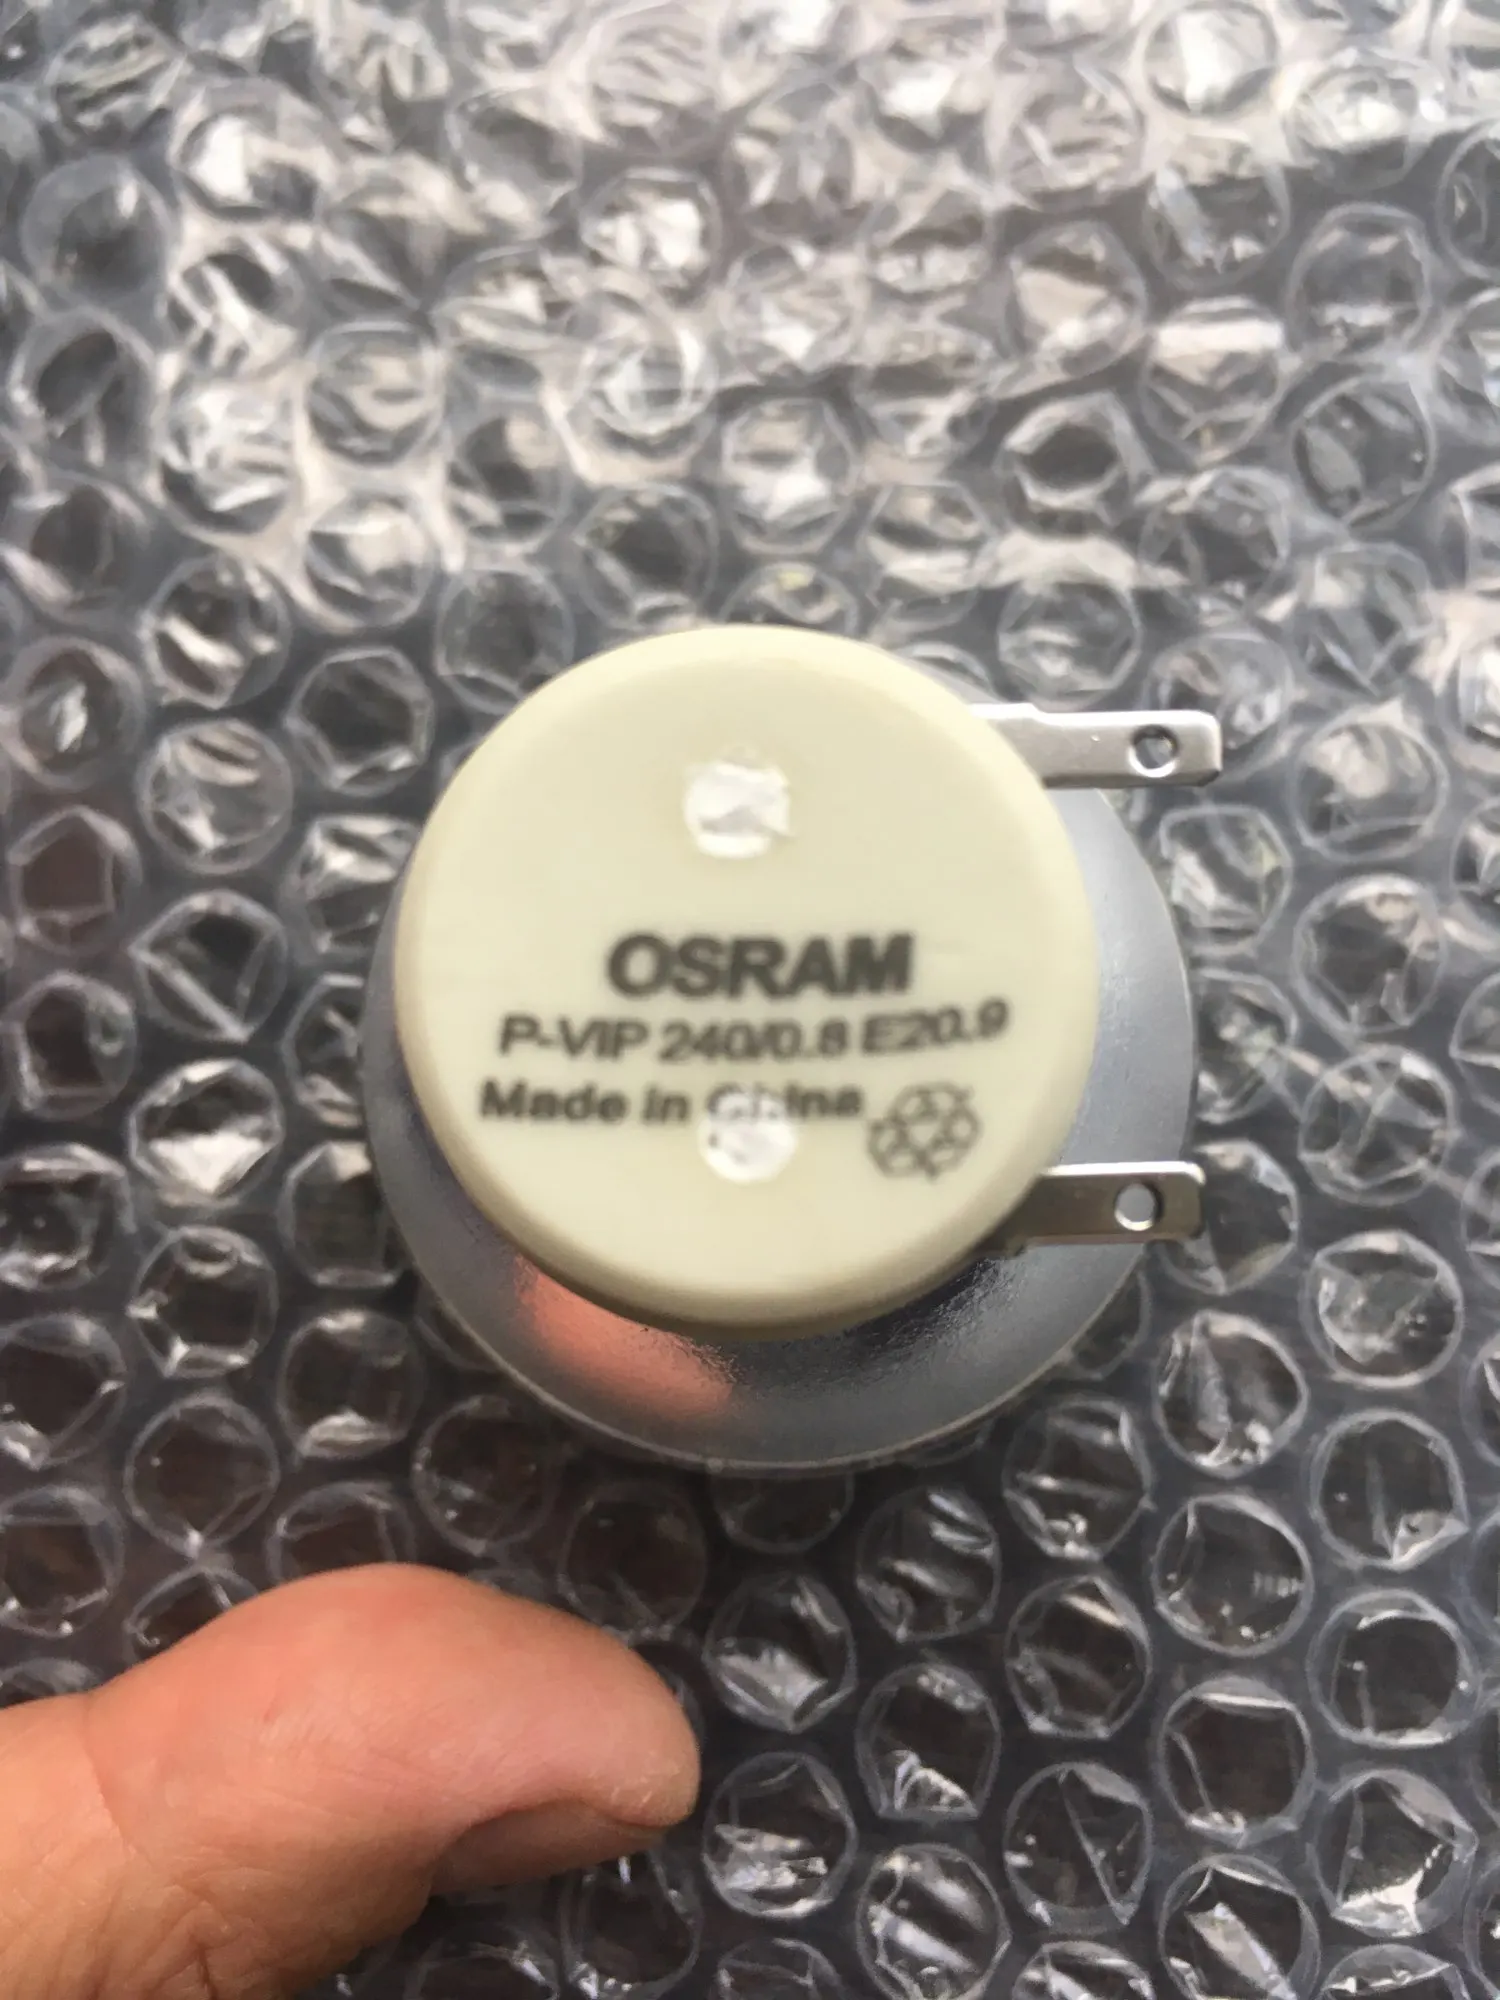 OSRAM
P-VIP 240/0.8 E20.9
Made in China